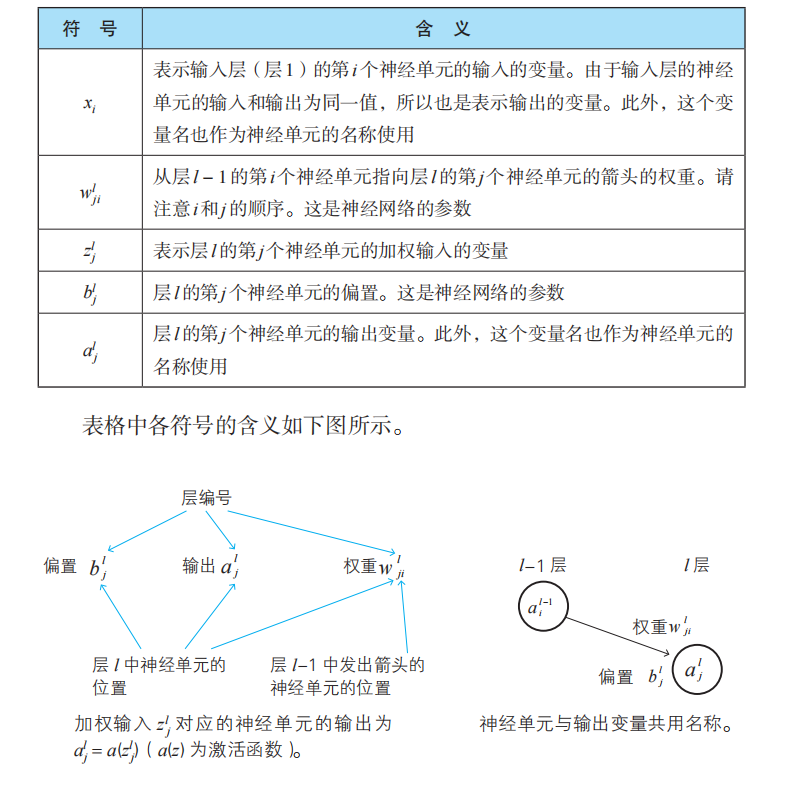 符 号 含 义
x_i 表示输入层（层1）的第i个神经单元的输入的变量。由于输入层的神经
单元的输入和输出为同一值，所以也是表示输出的变量。此外，这个变
量名也作为神经单元的名称使用
w^l_{ji} 从层l－1的第i个神经单元指向层l的第j个神经单元的箭头的权重。请
注意i和j的顺序。这是神经网络的参数
z^l_j 表示层l的第j个神经单元的加权输入的变量
b^l_j 层l的第j个神经单元的偏置。这是神经网络的参数
a^l_j 层l的第j个神经单元的输出变量。此外，这个变量名也作为神经单元的
名称使用
表格中各符号的含义如下图所示。
层编号
偏置 b^l_j 输出 a^l_j 权重 w^l_{ji}
层 l 中神经单元的
位置
层 l–1 中发出箭头的
神经单元的位置
加权输入 z^l_j 对应的神经单元的输出为
a^l_j = a(z^l_j)（ a(z) 为激活函数 ）。
l–1 层 l 层
a^{l–1}_i
权重 w^l_{ji}
偏置 b^l_j a^l_j
神经单元与输出变量共用名称。